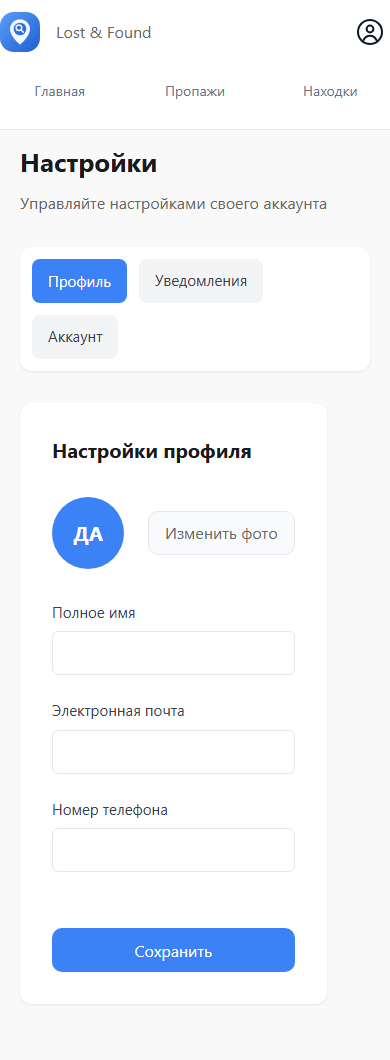 Lost & Found
Главная Пропажи Находки
Настройки
Управляйте настройками своего аккаунта
Профиль Уведомления
Аккаунт
Настройки профиля
ДА Изменить фото
Полное имя
Электронная почта
Номер телефона
Сохранить